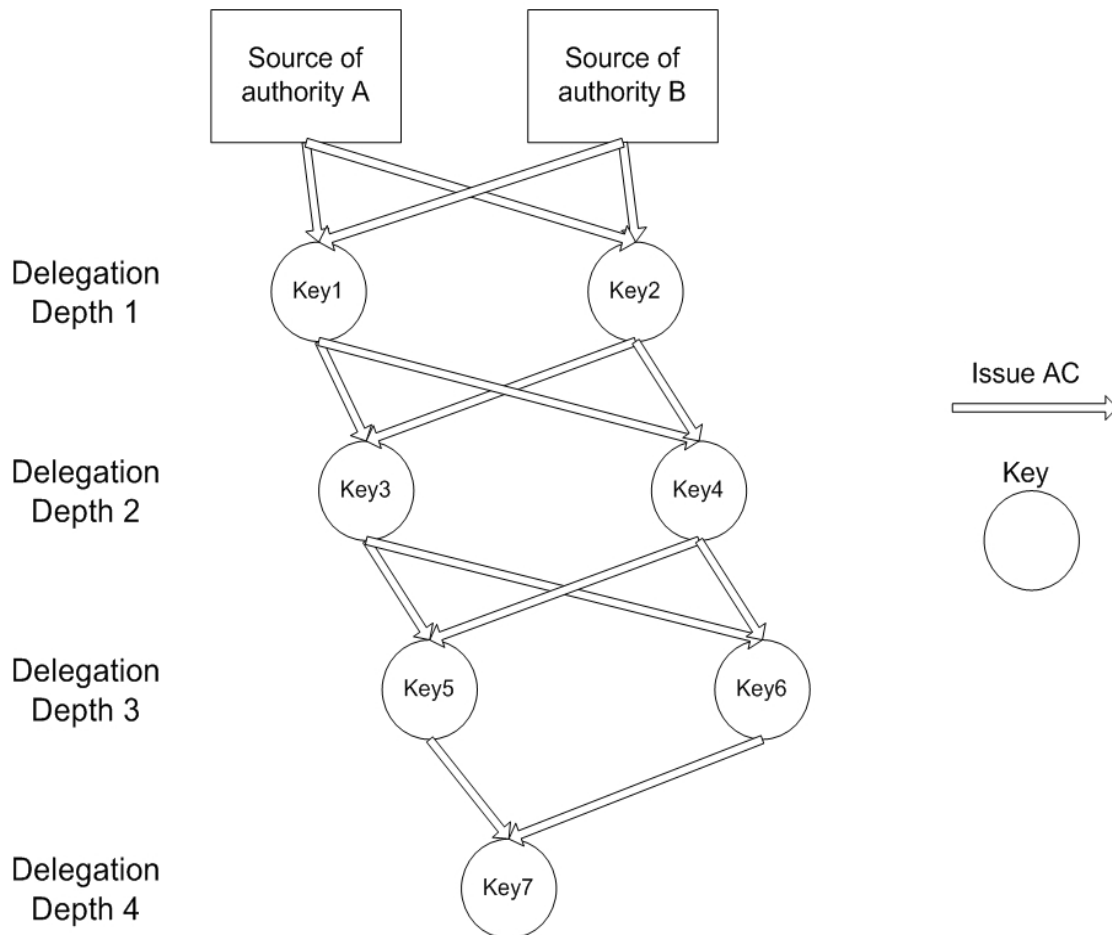 Source of
authority A
Source of
authority B
Delegation
Depth 1
Key1
Key2
Issue AC
Delegation
Depth 2
Key3
Key4
Key
Delegation
Depth 3
Key5
Key6
Delegation
Depth 4
Key7